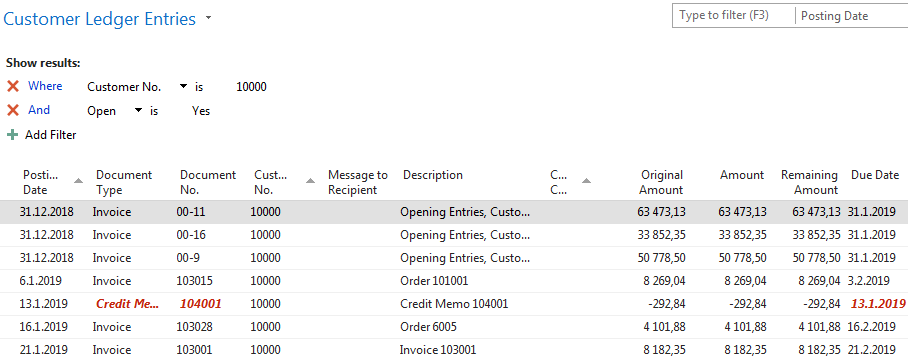 Customer Ledger Entries
Type to filter (F3) Posting Date
Show results:
Where Customer No. is 10000
And Open is Yes
Add Filter
Posti... Date Document Type Document No. Cust... No. Message to Recipient Description C... C... Original Amount Amount Remaining Amount Due Date
31.12.2018 Invoice 00-11 10000 Opening Entries, Custo... 63 473,13 63 473,13 63 473,13 31.1.2019
31.12.2018 Invoice 00-16 10000 Opening Entries, Custo... 33 852,35 33 852,35 33 852,35 31.1.2019
31.12.2018 Invoice 00-9 10000 Opening Entries, Custo... 50 778,50 50 778,50 50 778,50 31.1.2019
6.1.2019 Invoice 103015 10000 Order 101001 8 269,04 8 269,04 8 269,04 3.2.2019
13.1.2019 Credit Me... 104001 10000 Credit Memo 104001 -292,84 -292,84 -292,84 13.1.2019
16.1.2019 Invoice 103028 10000 Order 6005 4 101,88 4 101,88 4 101,88 16.2.2019
21.1.2019 Invoice 103001 10000 Invoice 103001 8 182,35 8 182,35 8 182,35 21.2.2019